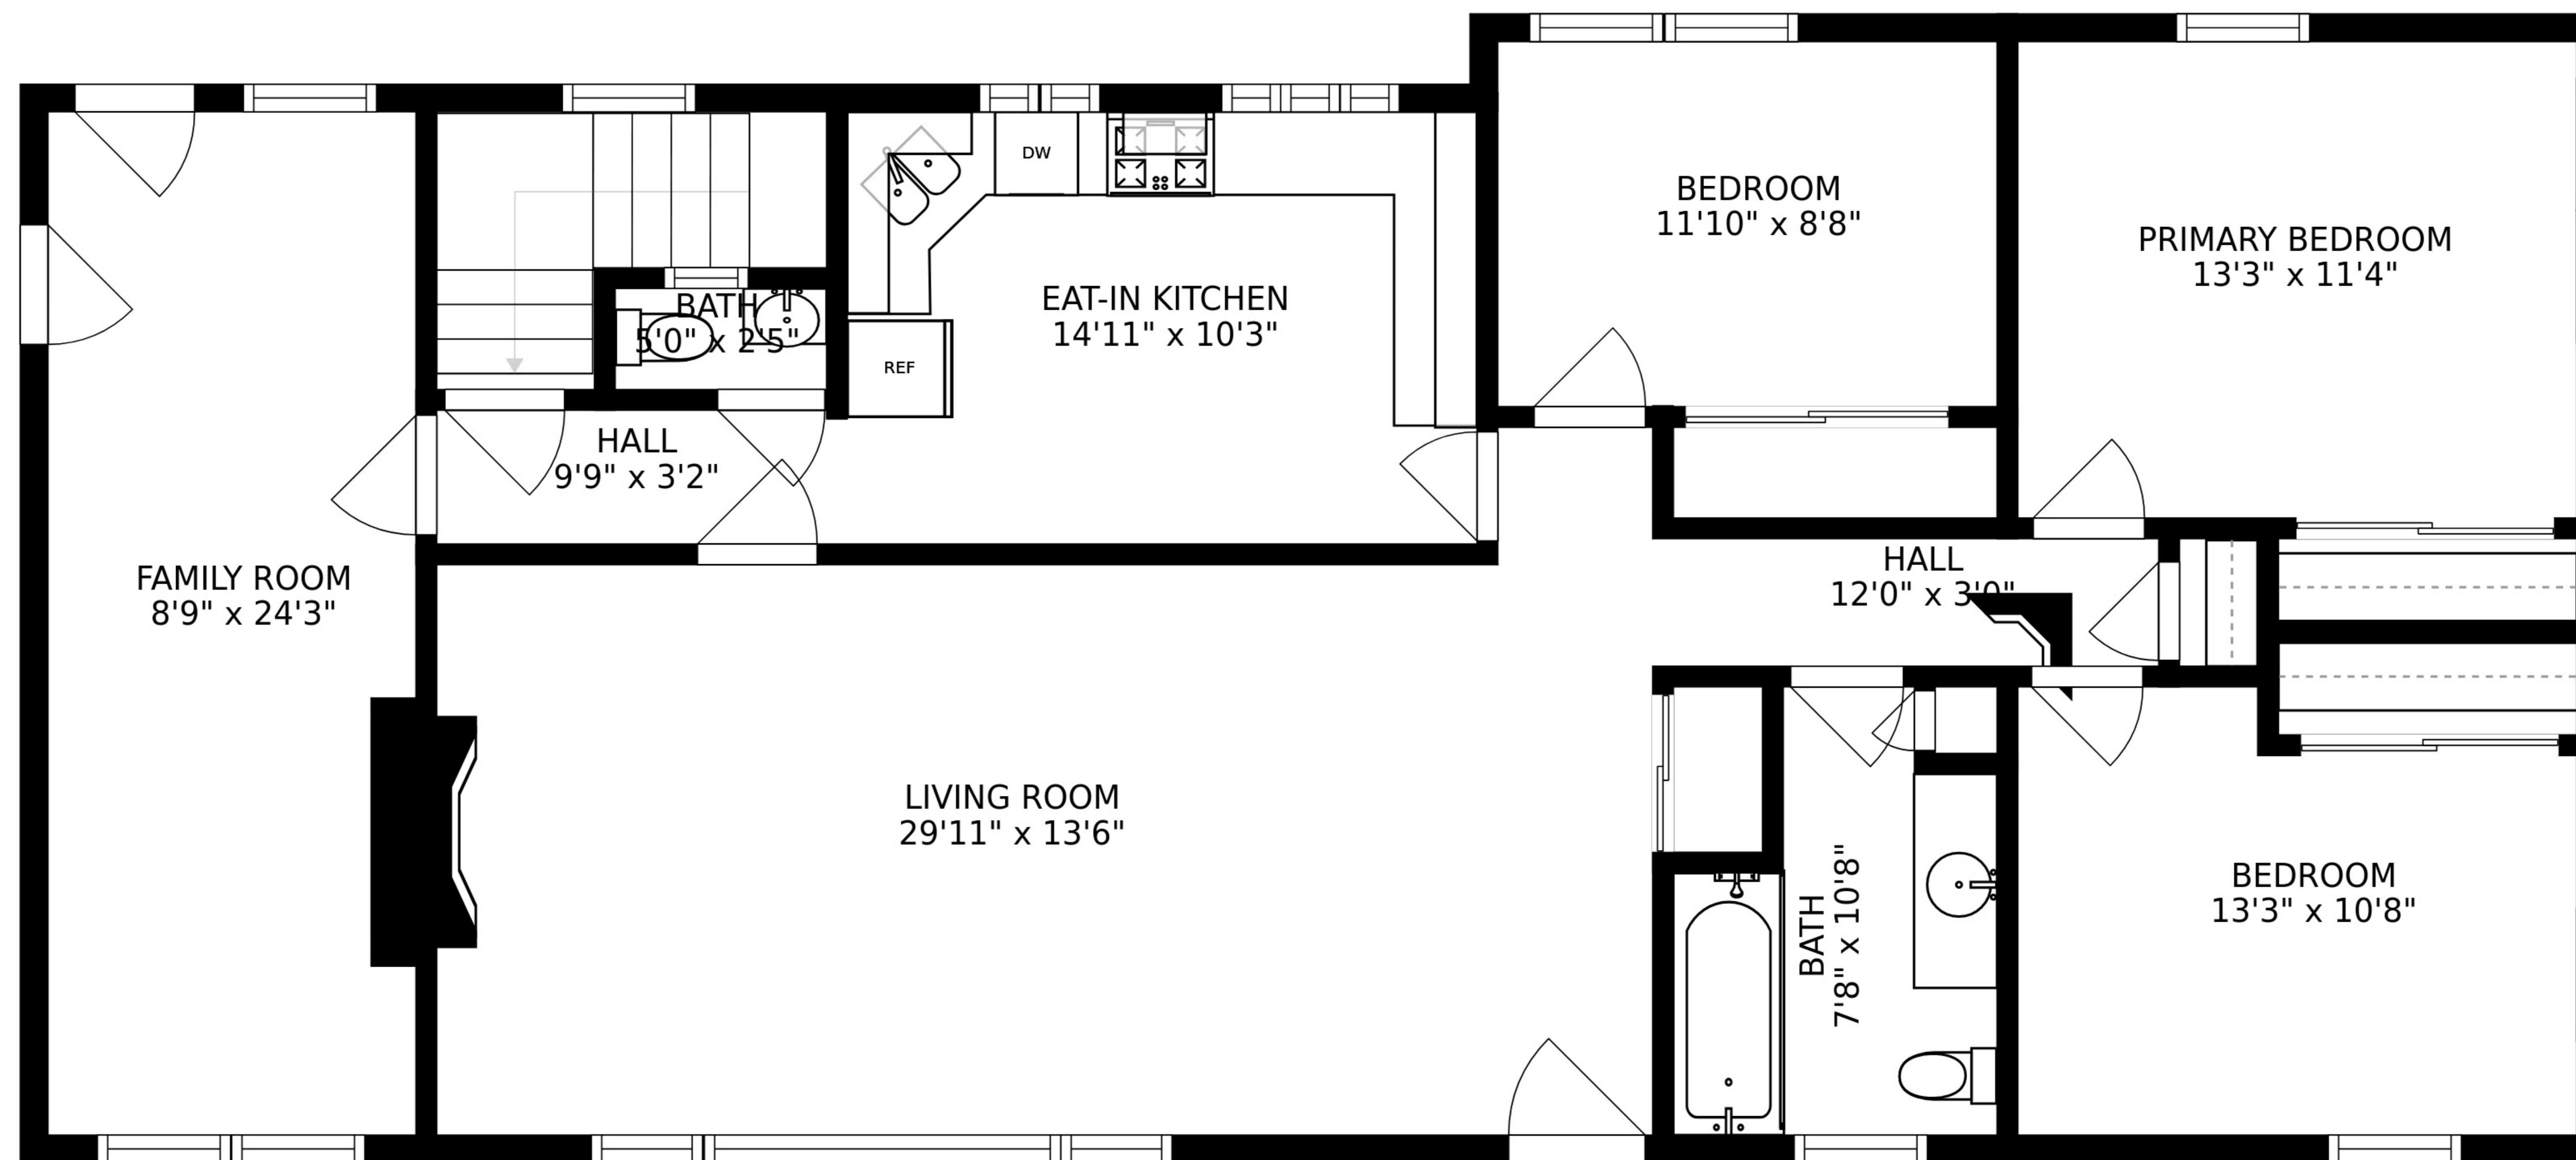 BEDROOM
11'10" x 8'8"
PRIMARY BEDROOM
13'3" x 11'4"
DW
EAT-IN KITCHEN
14'11" x 10'3"
BATH
5'0" x 2'5"
REF
HALL
9'9" x 3'2"
FAMILY ROOM
8'9" x 24'3"
HALL
12'0" x 3'0"
LIVING ROOM
29'11" x 13'6"
BATH
7'8" x 10'8"
BEDROOM
13'3" x 10'8"